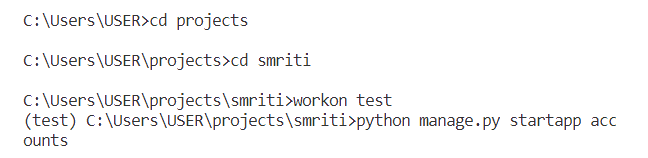 C:\Users\USER>cd projects
C:\Users\USER\projects>cd smriti
C:\Users\USER\projects\smriti>workon test
(test) C:\Users\USER\projects\smriti>python manage.py startapp acc
ounts